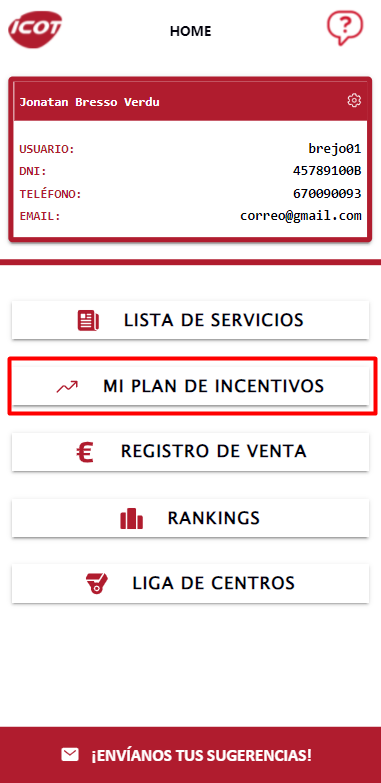 ICOT
HOME
Jonatan Bresso Verdu
USUARIO: brejo01
DNI: 45789100B
TELÉFONO: 670090093
EMAIL: correo@gmail.com
LISTA DE SERVICIOS
MI PLAN DE INCENTIVOS
€ REGISTRO DE VENTA
RANKINGS
LIGA DE CENTROS
¡ENVÍANOS TUS SUGERENCIAS!